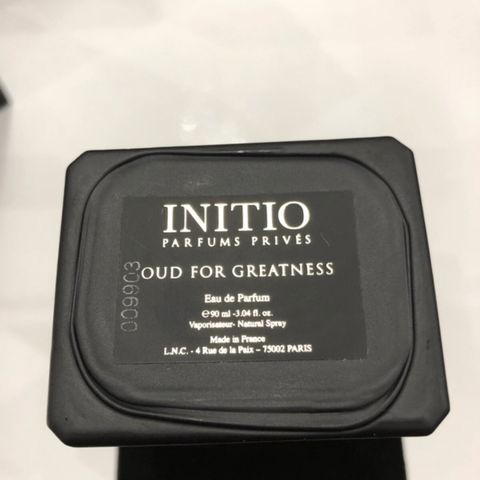 INITIO
PARFUMS PRIVÉS
OUD FOR GREATNESS
Eau de Parfum
℮90 ml -3.04 fl. oz.
Vaporisateur- Natural Spray
Made in France
L.N.C. - 4 Rue de la Paix – 75002 PARIS
009903